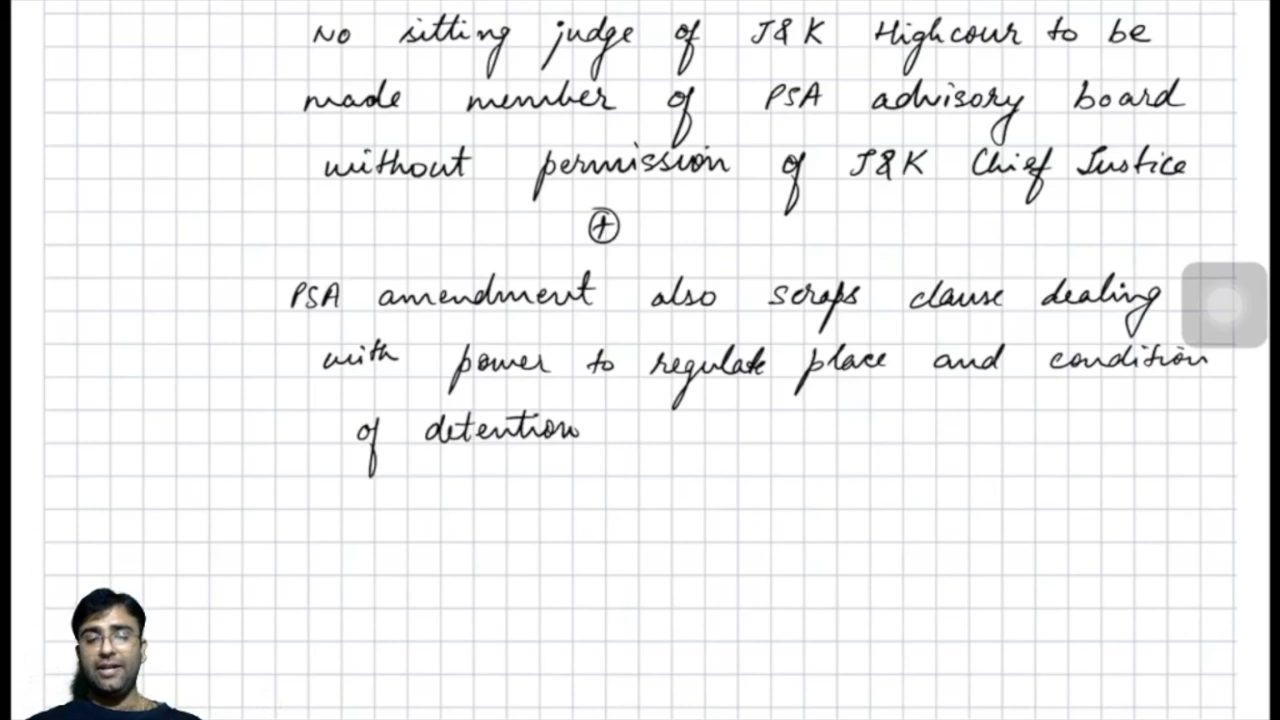 No sitting judge of J&K Highcour to be
made member of PSA advisory board
without permission of J&K Chief Justice
+
PSA amendment also scraps clause dealing
with power to regulate place and condition
of detention